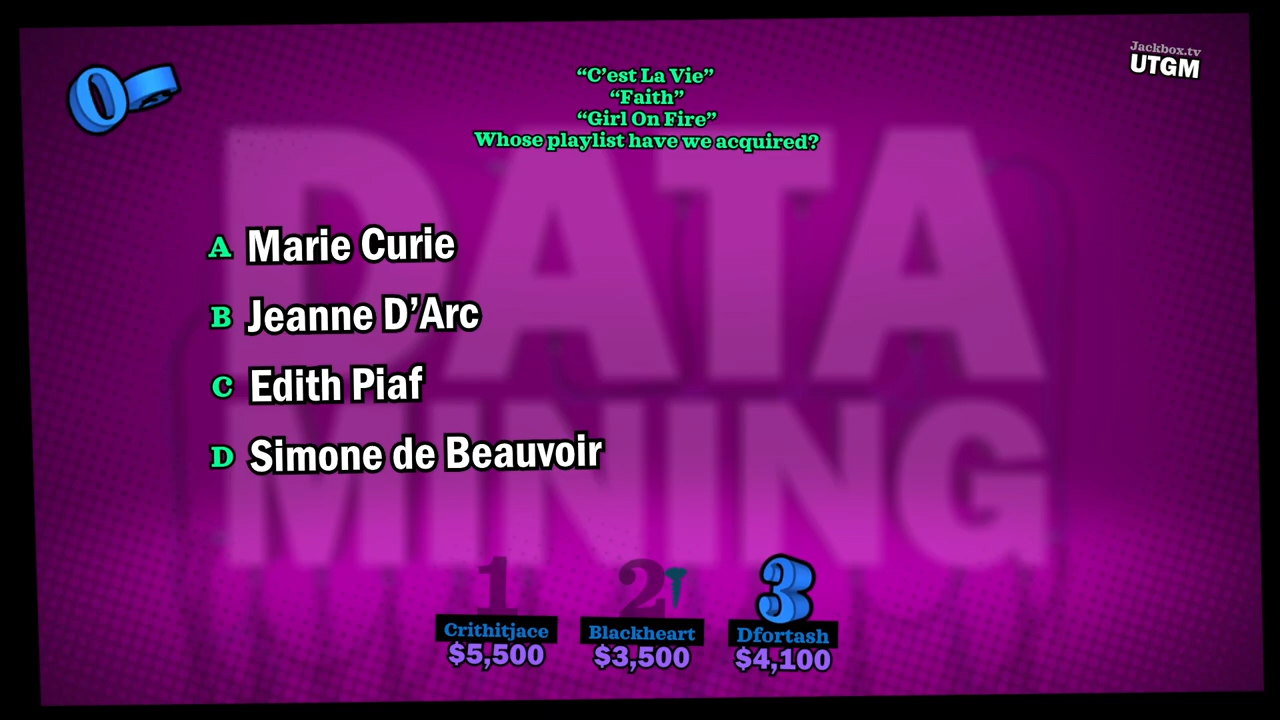 Jackbox.tv
UTGM
0
“C’est La Vie”
“Faith”
“Girl On Fire”
Whose playlist have we acquired?
DATA
MINING
A Marie Curie
B Jeanne D’Arc
C Edith Piaf
D Simone de Beauvoir
1 2 3
Crithitjace Blackheart Dfortash
$5,500 $3,500 $4,100